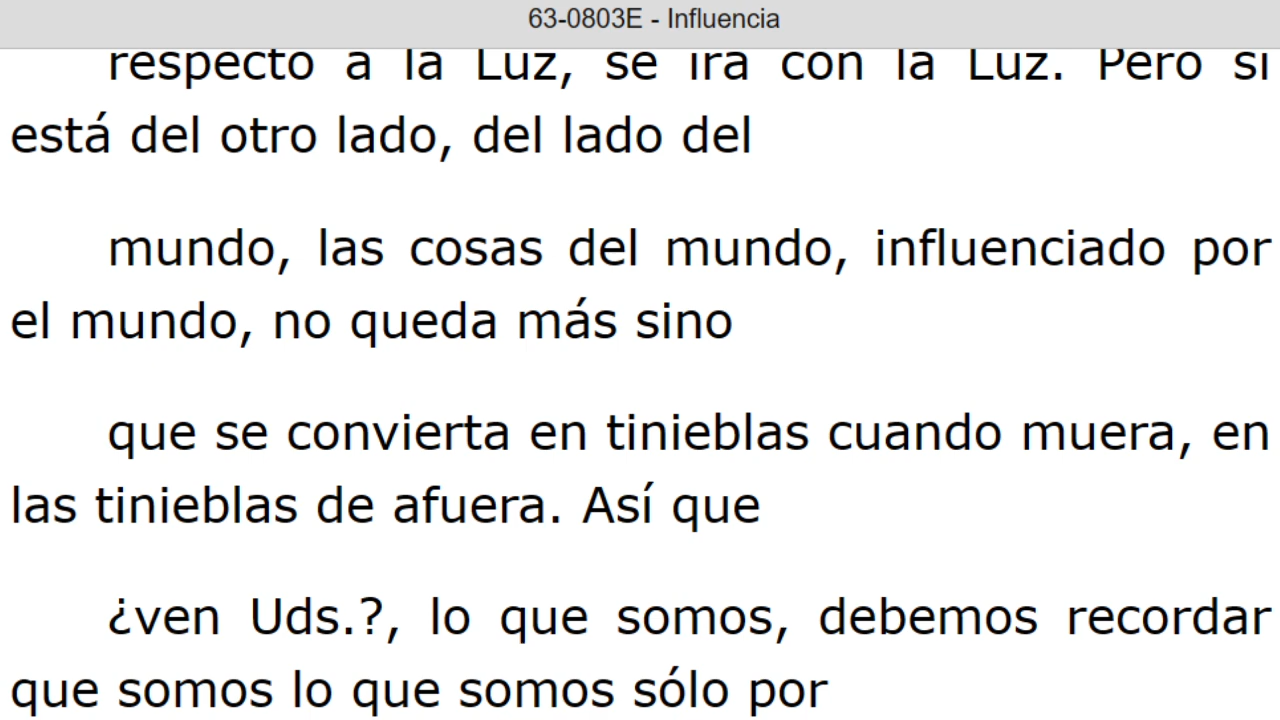 63-0803E - Influencia
respecto a la Luz, se irá con la Luz. Pero si
está del otro lado, del lado del
mundo, las cosas del mundo, influenciado por
el mundo, no queda más sino
que se convierta en tinieblas cuando muera, en
las tinieblas de afuera. Así que
¿ven Uds.?, lo que somos, debemos recordar
que somos lo que somos sólo por